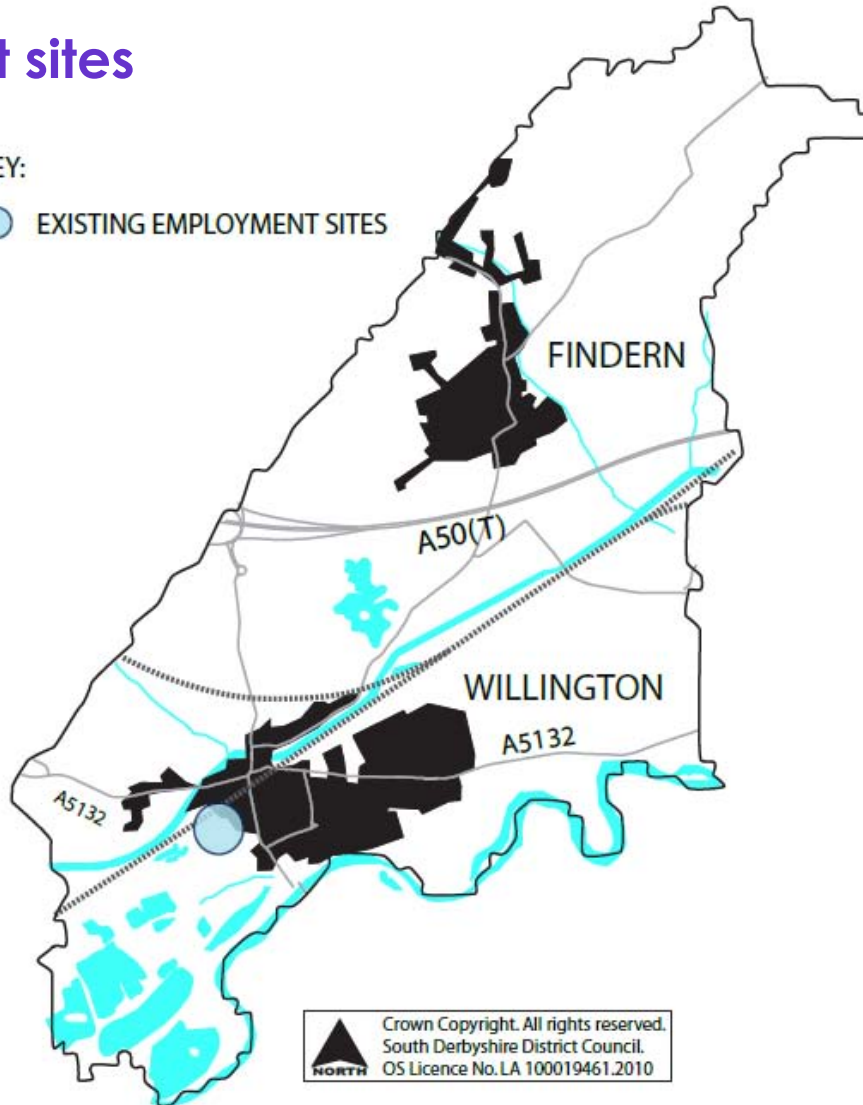 t sites
EY:
EXISTING EMPLOYMENT SITES
FINDERN
A50(T)
WILLINGTON
A5132
A5132
NORTH
Crown Copyright. All rights reserved.
South Derbyshire District Council.
OS Licence No. LA 100019461.2010